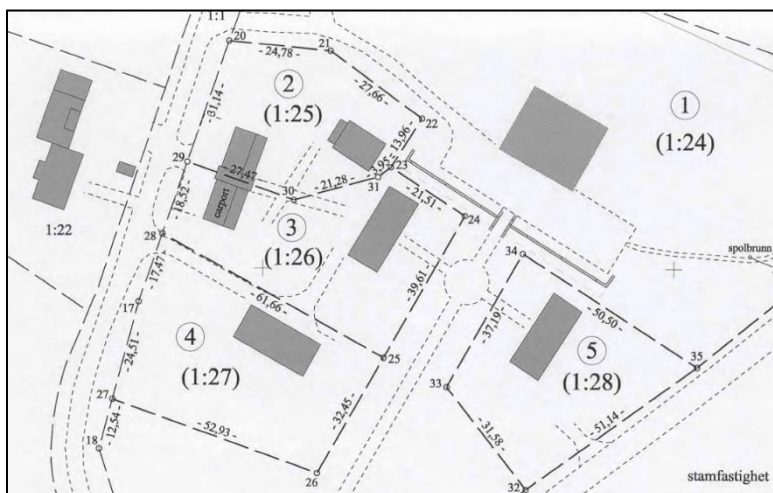 1:1
20
- 24,78 -
21
- 31,14 -
2
(1:25)
- 27,66 -
22
1
(1:24)
- 13,96 -
29
- 27,47 -
carport
3,95
23
31
- 21,28 -
30
- 18,52 -
1:22
28
3
(1:26)
- 21,51 -
24
34
spolbrunn
- 17,47 -
- 61,66 -
- 39,61 -
- 37,19 -
- 50,50 -
17
4
(1:27)
5
(1:28)
- 24,51 -
25
35
33
27
- 32,45 -
- 52,93 -
- 12,54 -
18
- 31,58 -
- 51,14 -
26
32
stamfastighet